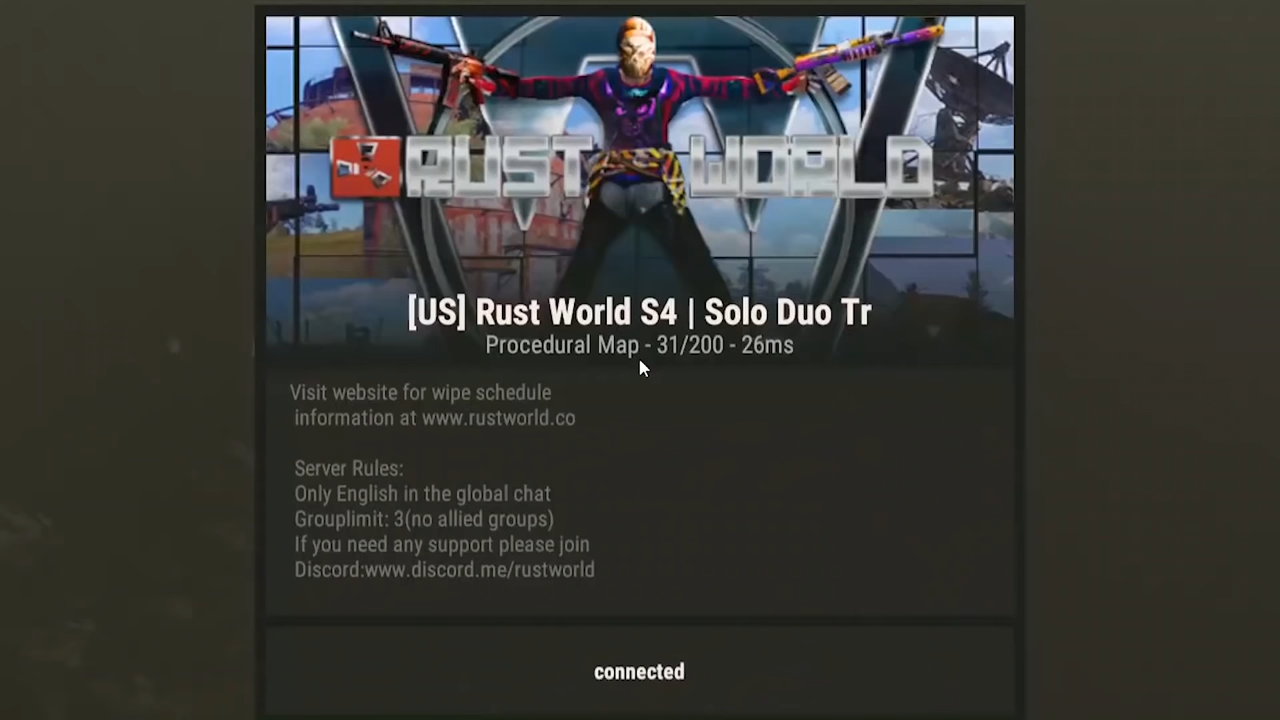 RUST WORLD
[US] Rust World S4 | Solo Duo Tr
Procedural Map - 31/200 - 26ms
Visit website for wipe schedule
information at www.rustworld.co
Server Rules:
Only English in the global chat
Grouplimit: 3(no allied groups)
If you need any support please join
Discord:www.discord.me/rustworld
connected